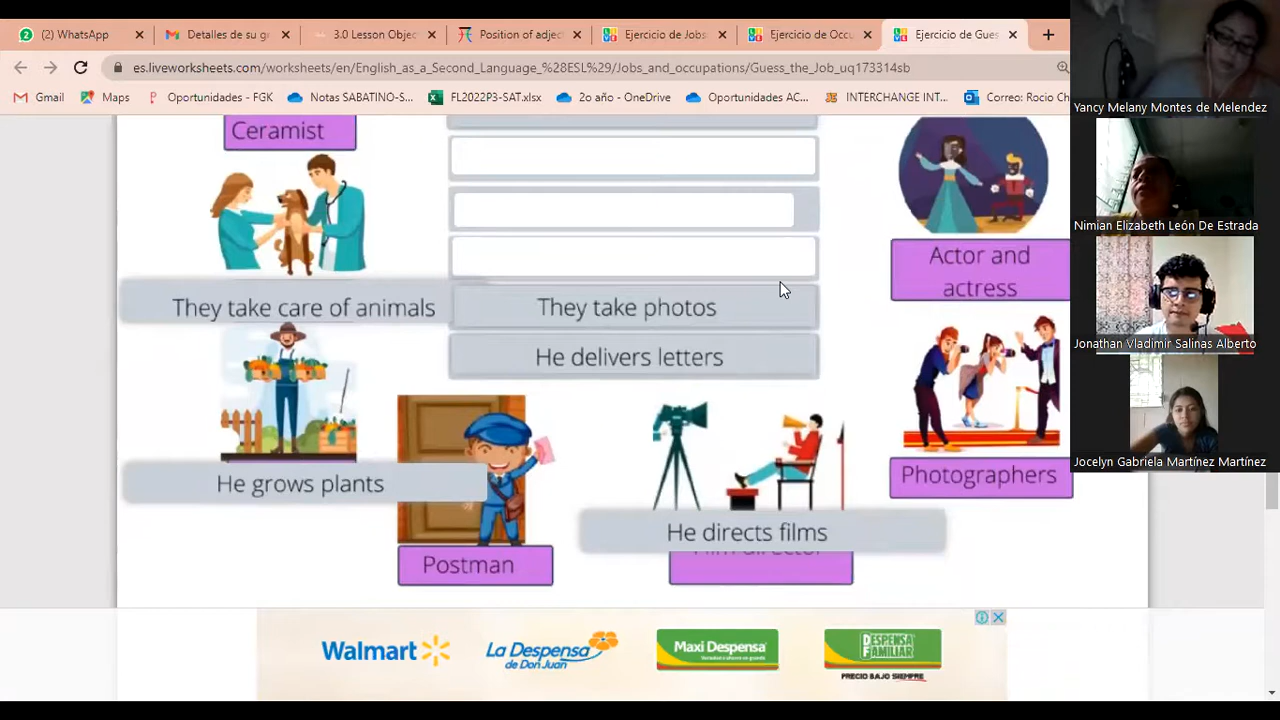 (2) WhatsApp
Detalles de su g
3.0 Lesson Objec
Position of adject
Ejercicio de Jobs
Ejercicio de Occu
Ejercicio de Gues
es.liveworksheets.com/worksheets/en/English_as_a_Second_Language_%28ESL%29/Jobs_and_occupations/Guess_the_Job_uq173314sb
Gmail
Maps
Oportunidades - FGK
Notas SABATINO-S...
FL2022P3-SAT.xlsx
2o año - OneDrive
Oportunidades AC...
INTERCHANGE INT...
Correo: Rocio Ch
Yancy Melany Montes de Melendez
Nimian Elizabeth León De Estrada
Jonathan Vladimir Salinas Alberto
Jocelyn Gabriela Martínez Martínez
Ceramist
Actor and
actress
They take care of animals
They take photos
He delivers letters
Photographers
He grows plants
He directs films
Film director
Postman
Walmart
La Despensa
de Don Juan
Maxi Despensa
DESPENSA
FAMILIAR
PRECIO BAJO SIEMPRE